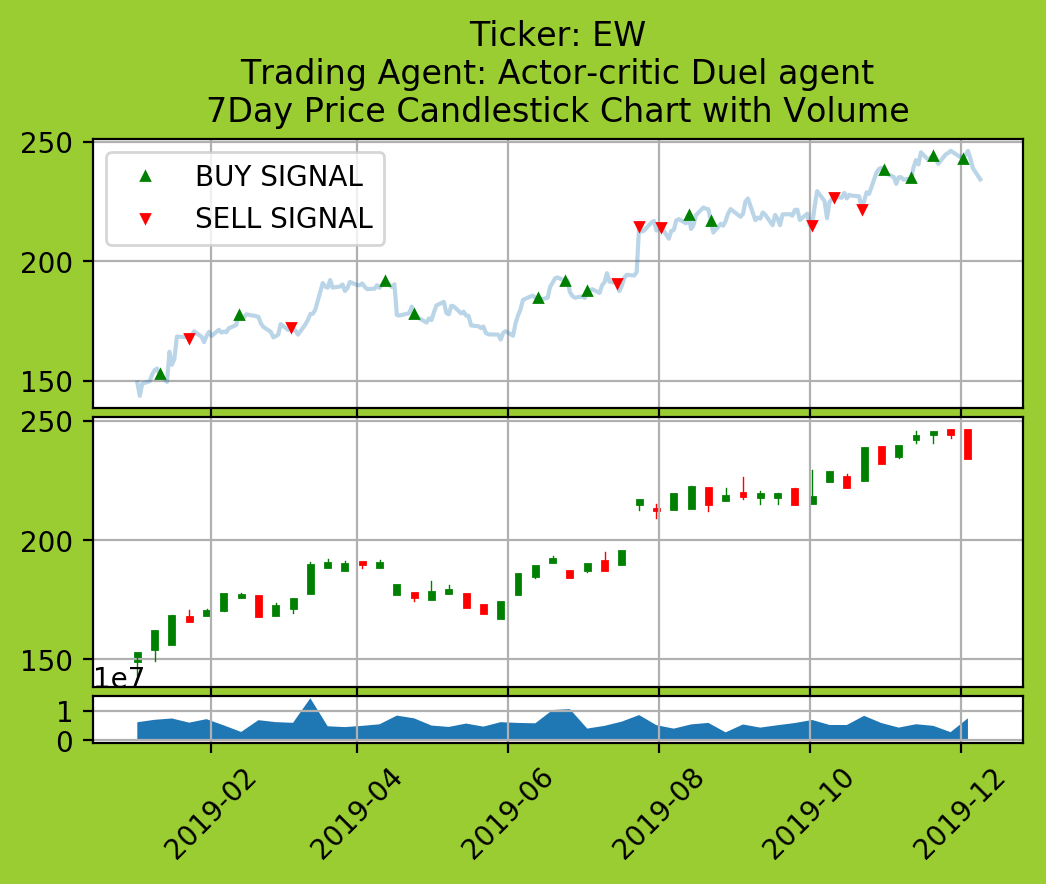 Ticker: EW
Trading Agent: Actor-critic Duel agent
7Day Price Candlestick Chart with Volume
250
BUY SIGNAL
SELL SIGNAL
200
150
250
200
150
1e7
1
0
2019-02
2019-04
2019-06
2019-08
2019-10
2019-12